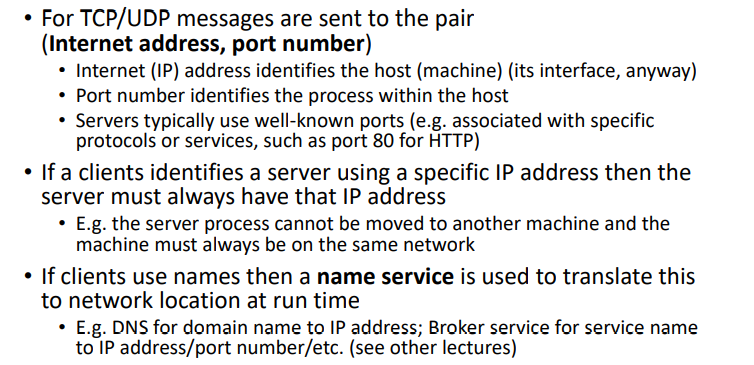 • For TCP/UDP messages are sent to the pair
(Internet address, port number)
• Internet (IP) address identifies the host (machine) (its interface, anyway)
• Port number identifies the process within the host
• Servers typically use well-known ports (e.g. associated with specific
protocols or services, such as port 80 for HTTP)
• If a clients identifies a server using a specific IP address then the
server must always have that IP address
• E.g. the server process cannot be moved to another machine and the
machine must always be on the same network
• If clients use names then a name service is used to translate this
to network location at run time
• E.g. DNS for domain name to IP address; Broker service for service name
to IP address/port number/etc. (see other lectures)